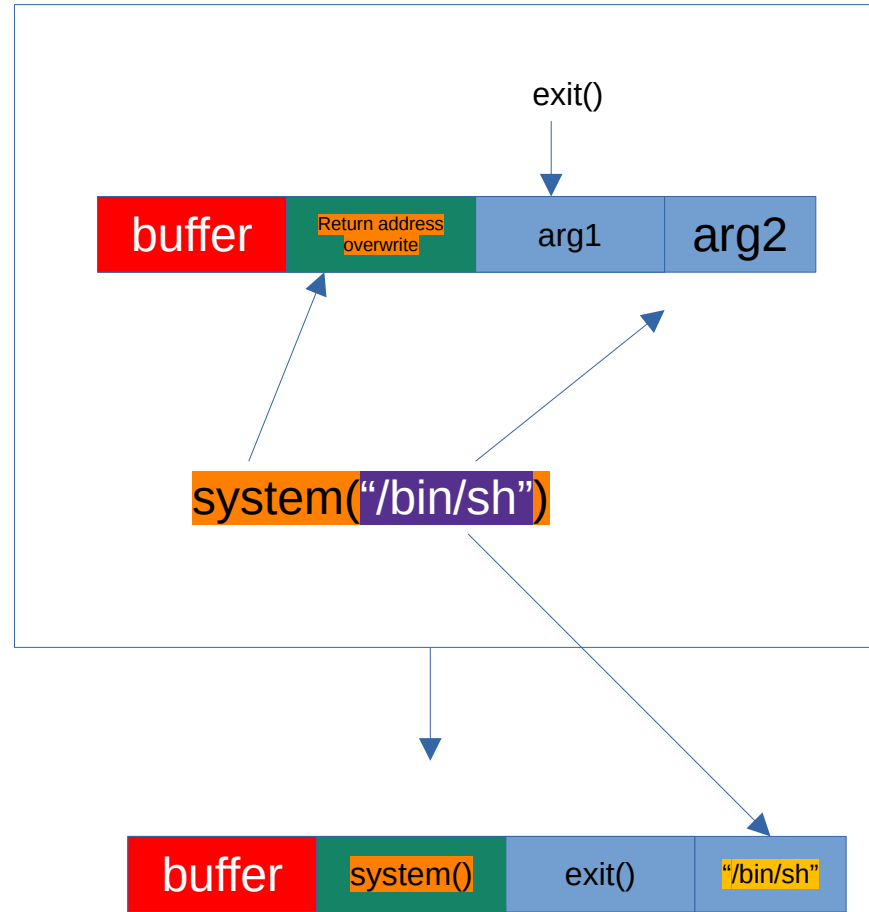 exit()
buffer
Return address
overwrite
arg1
arg2
system(“/bin/sh”)
buffer
system()
exit()
“/bin/sh”